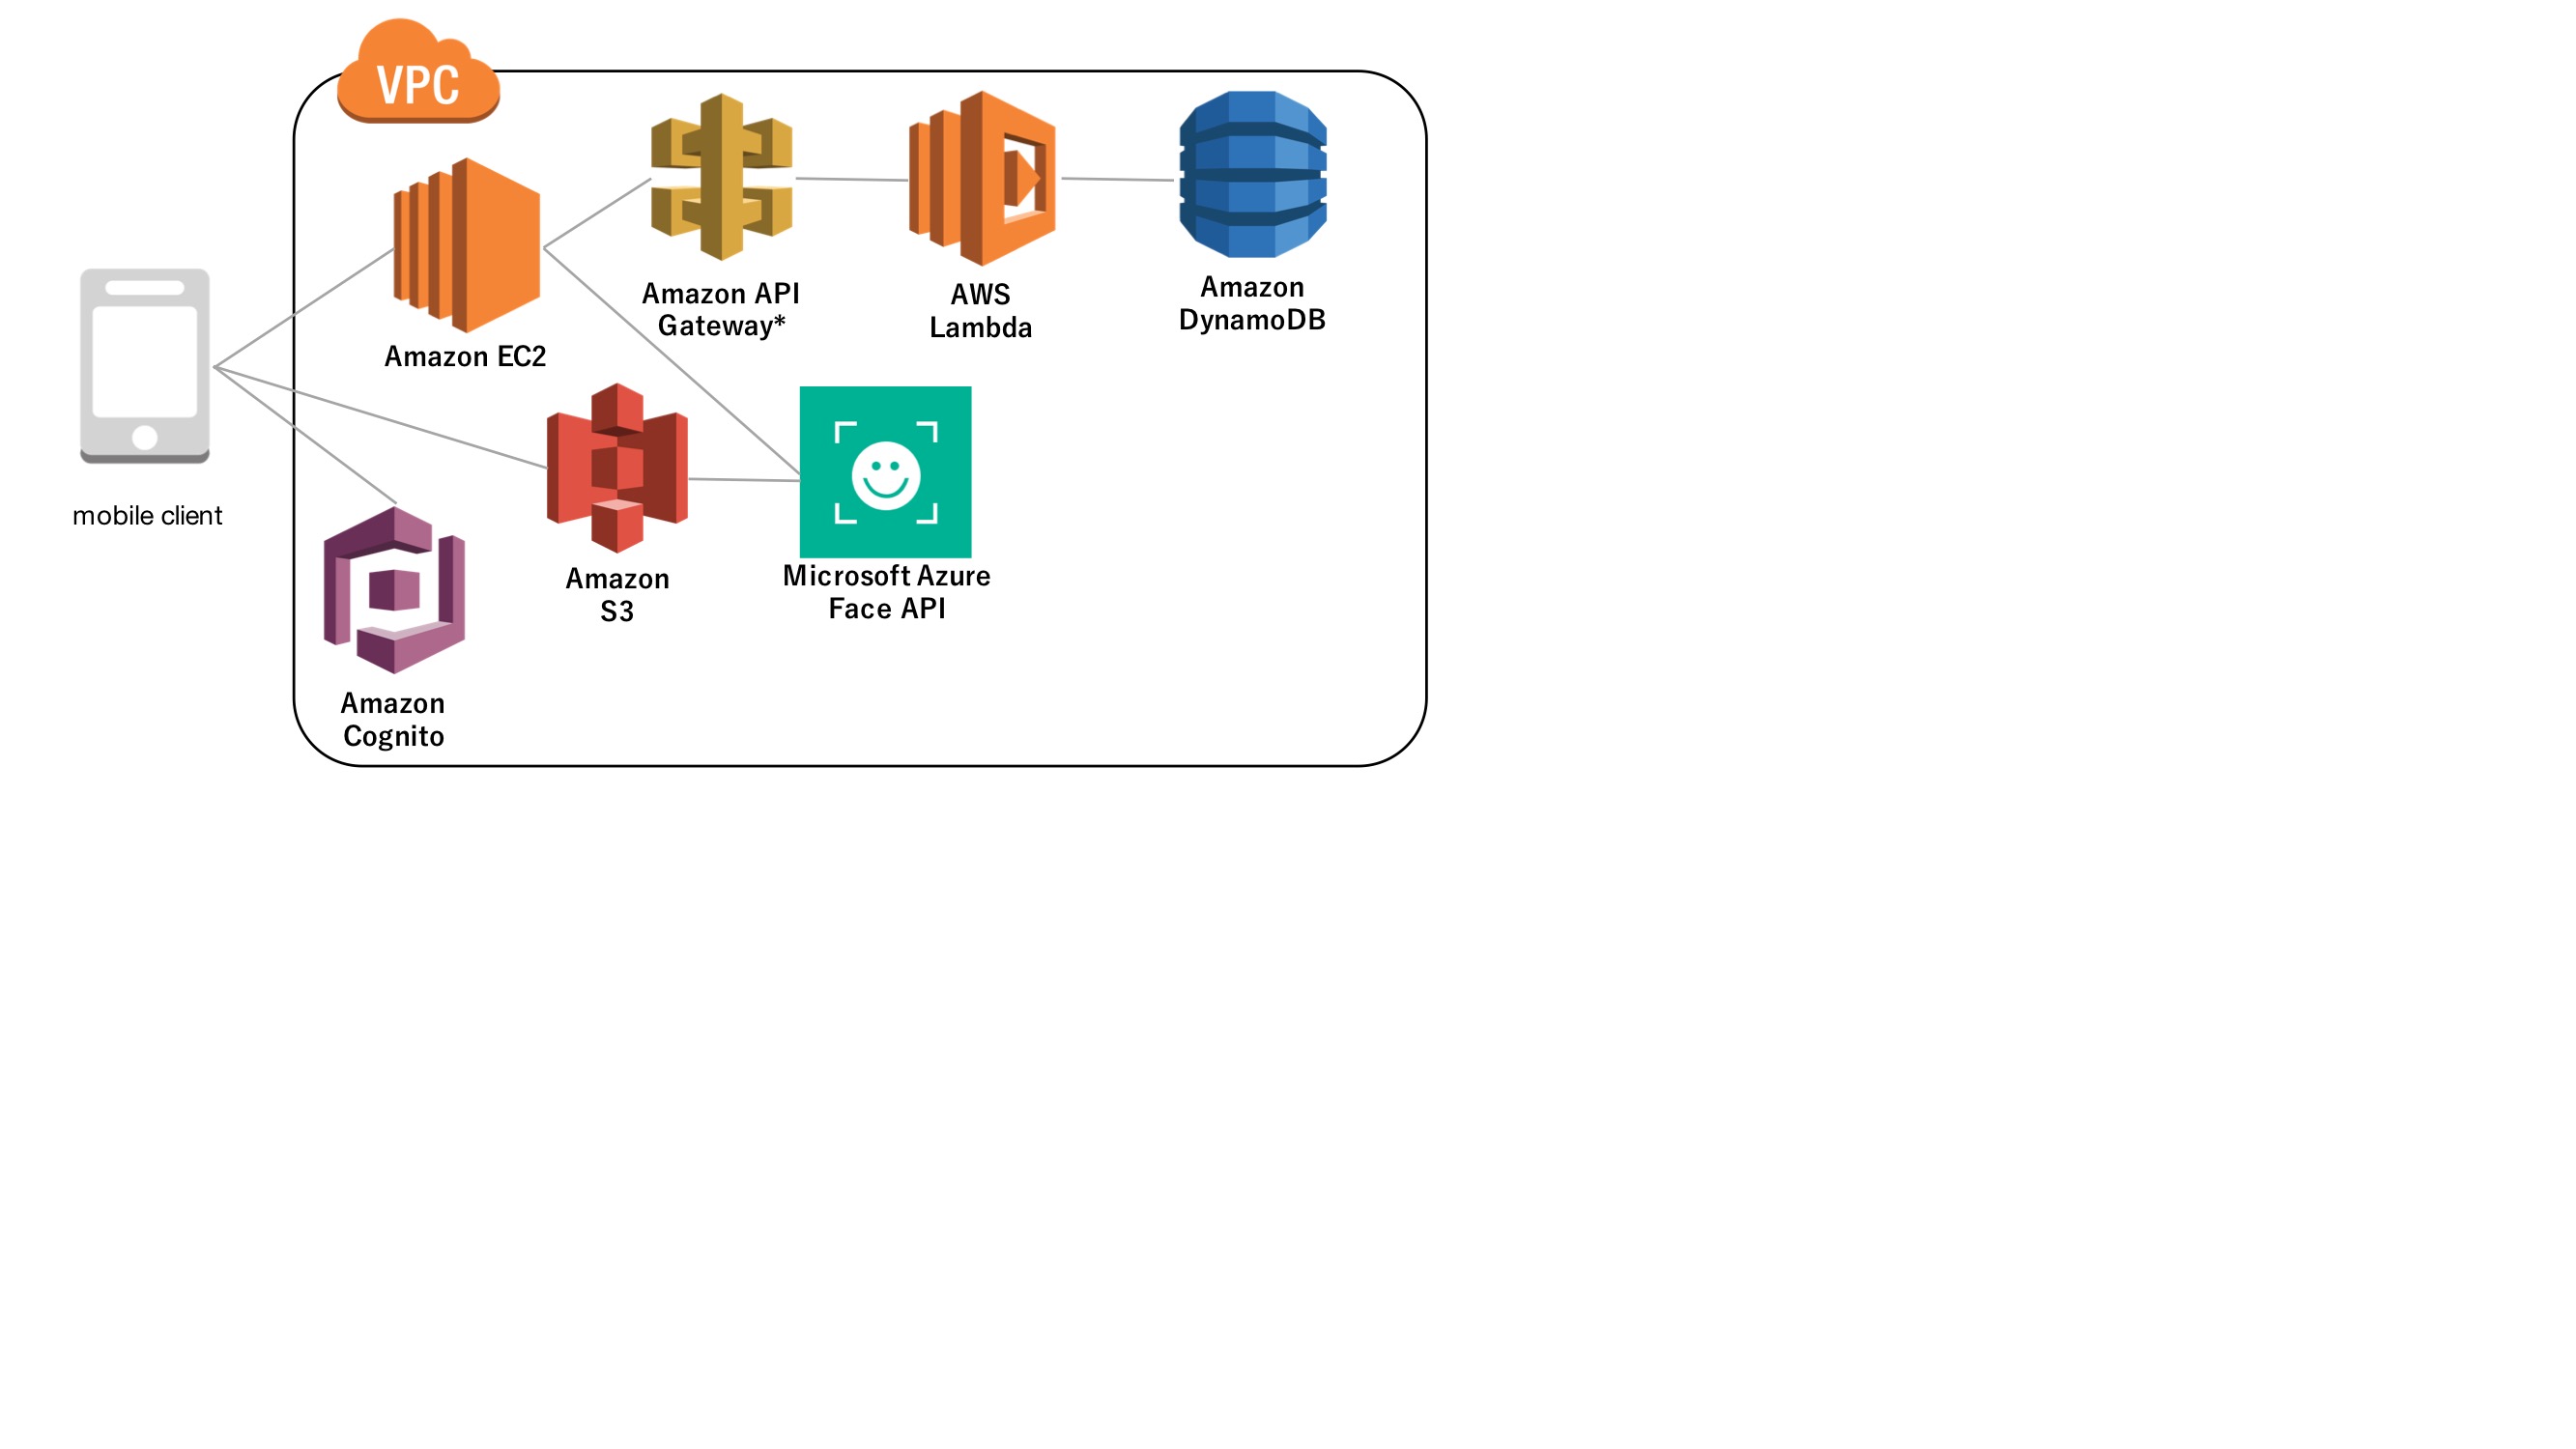 VPC
Amazon EC2
Amazon API
Gateway*
AWS
Lambda
Amazon
DynamoDB
mobile client
Amazon
S3
Microsoft Azure
Face API
Amazon
Cognito